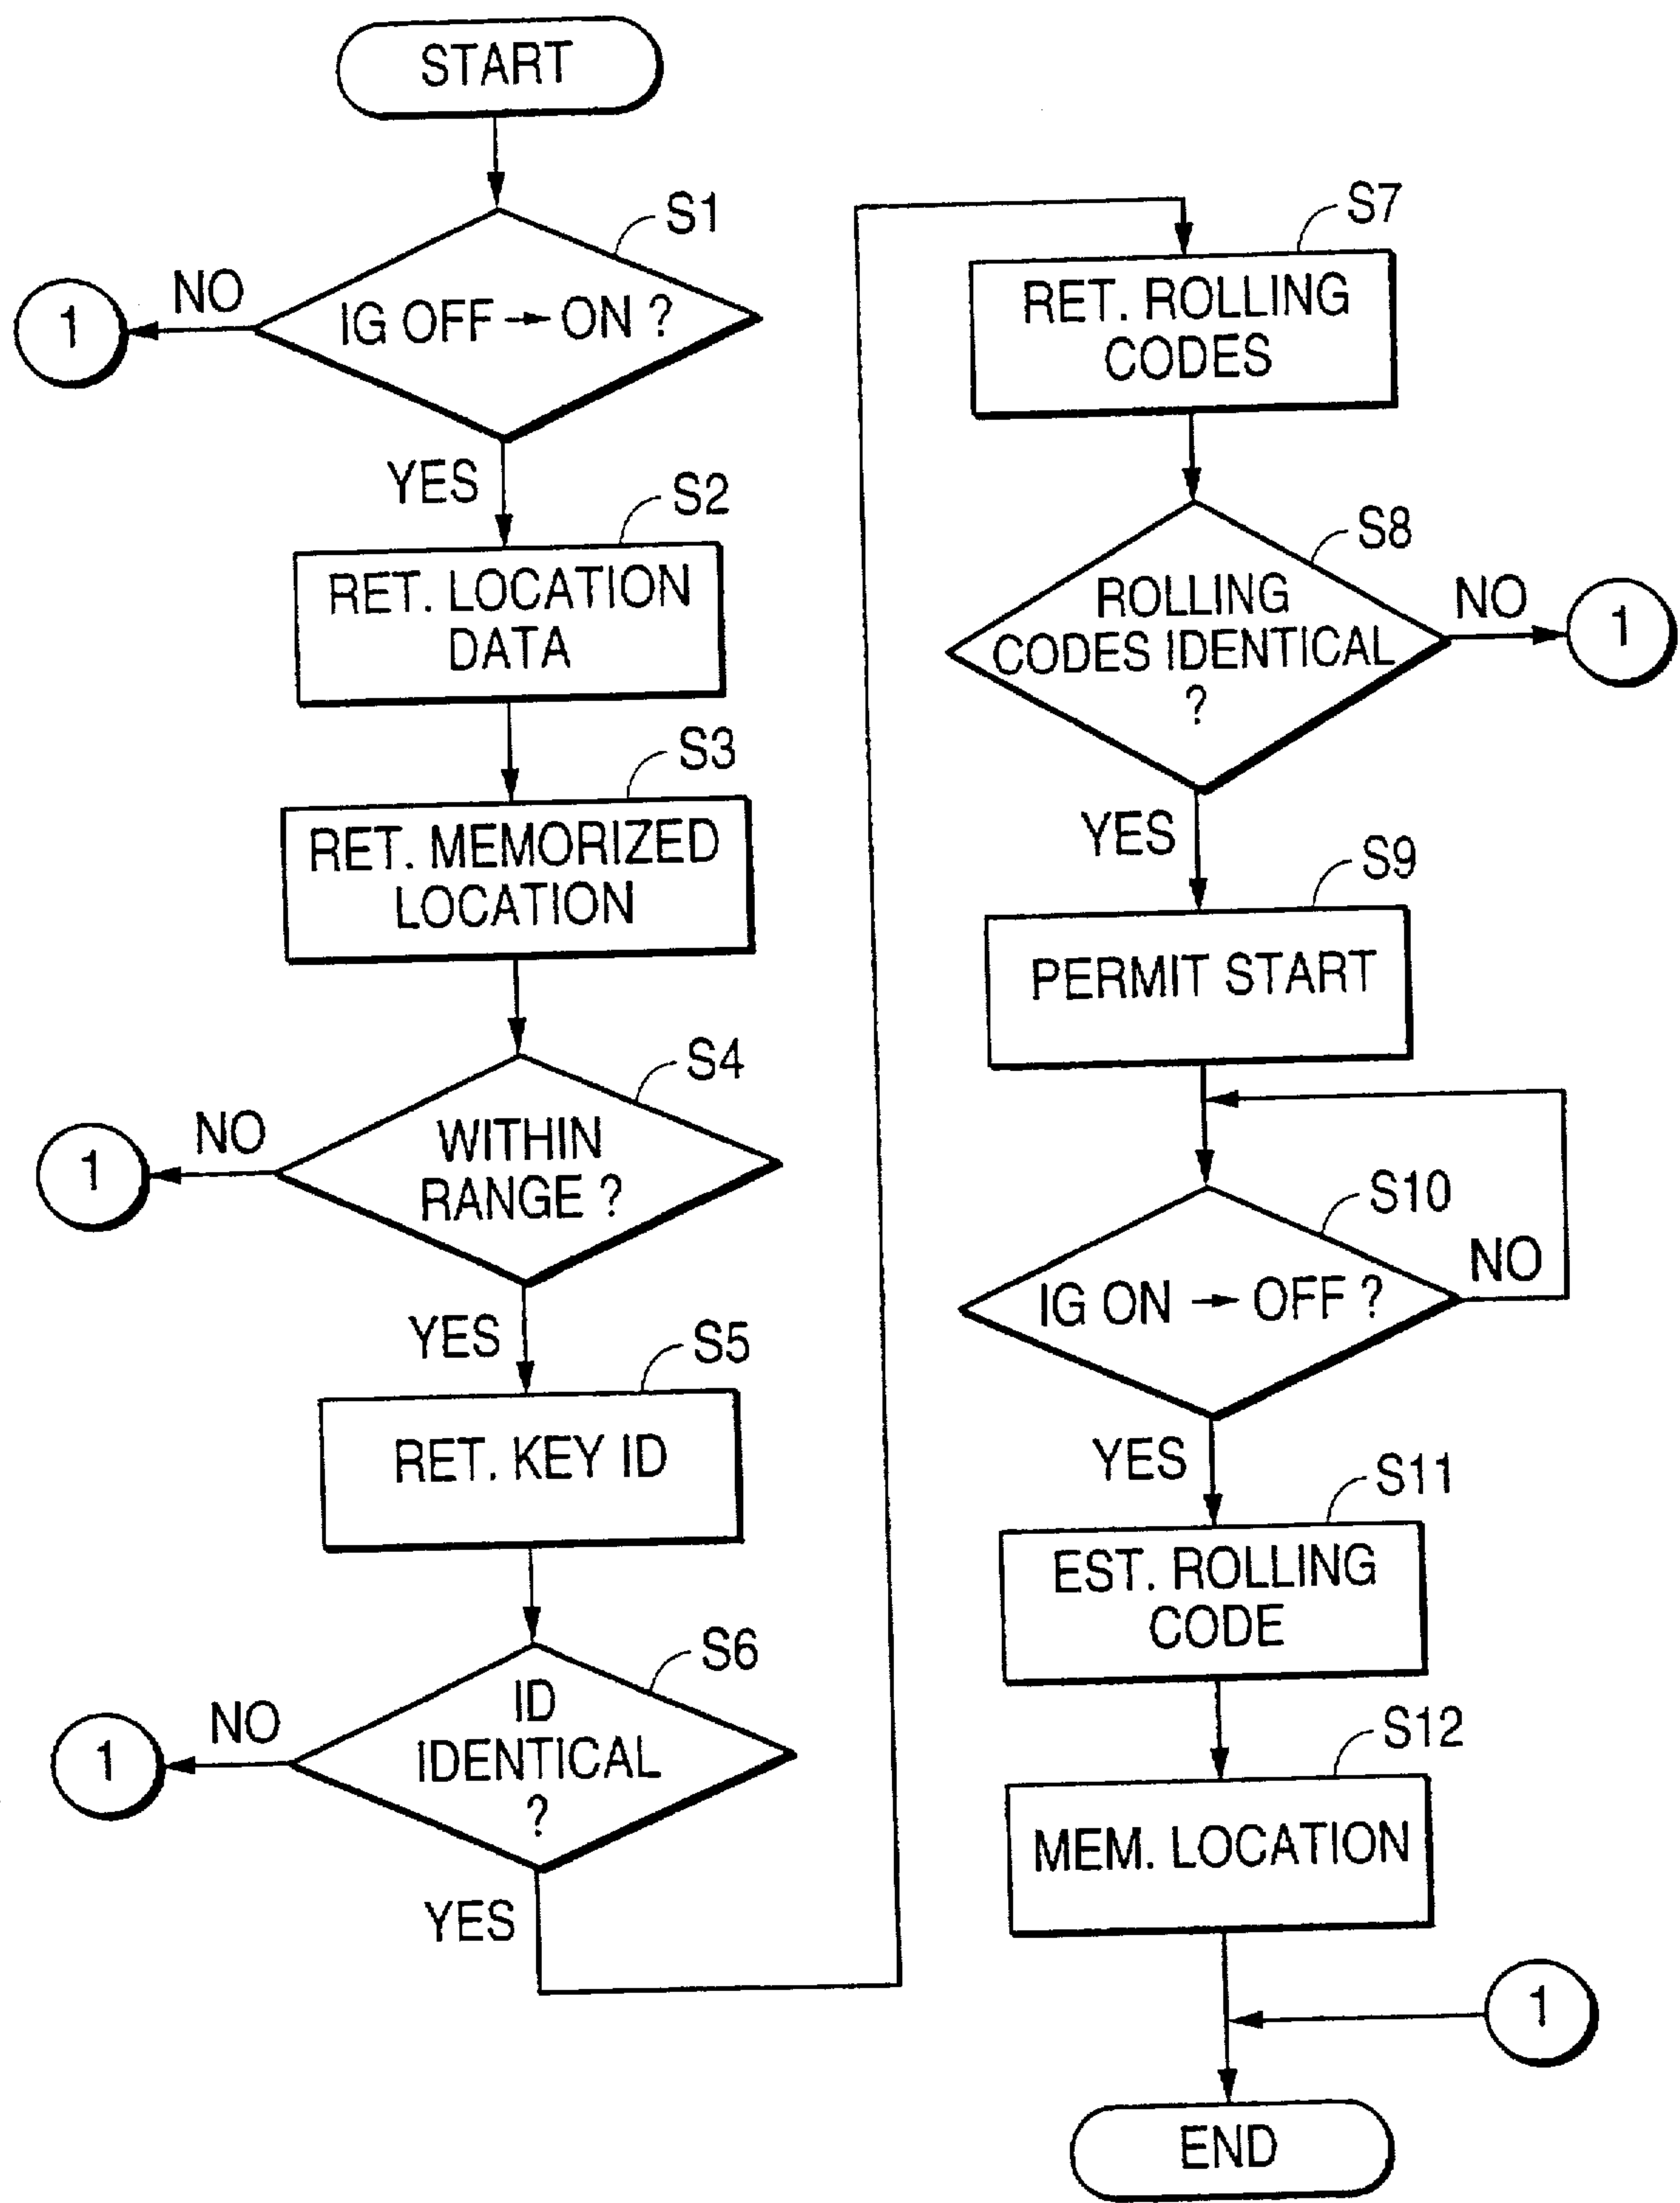 START
S1
NO
1
IG OFF → ON ?
YES
S2
RET. LOCATION
DATA
S3
RET. MEMORIZED
LOCATION
S4
NO
1
WITHIN
RANGE ?
YES
S5
RET. KEY ID
S6
NO
1
ID
IDENTICAL
?
YES
S7
RET. ROLLING
CODES
S8
ROLLING
CODES IDENTICAL
?
NO
1
YES
S9
PERMIT START
S10
IG ON → OFF ?
NO
YES
S11
EST. ROLLING
CODE
S12
MEM. LOCATION
1
END